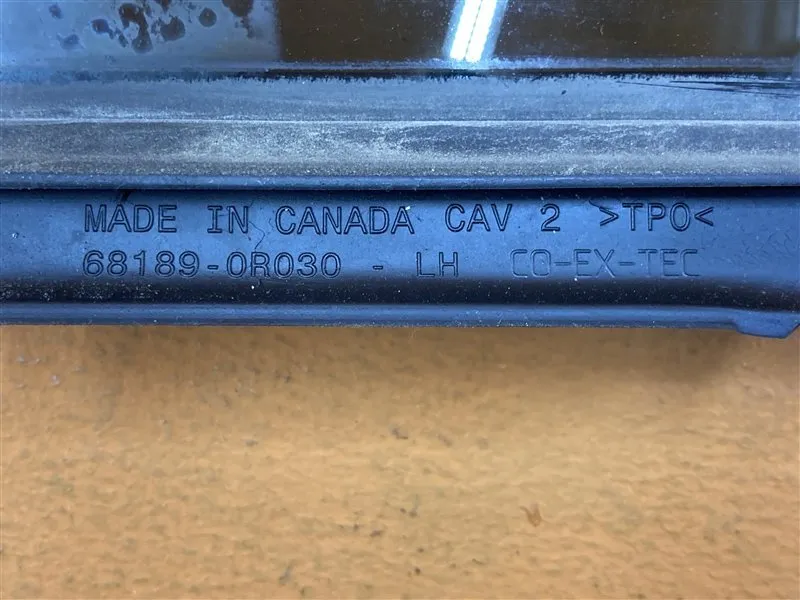 MADE IN CANADA CAV 2 >TPO<
68189-0R030 - LH CO-EX-TEC